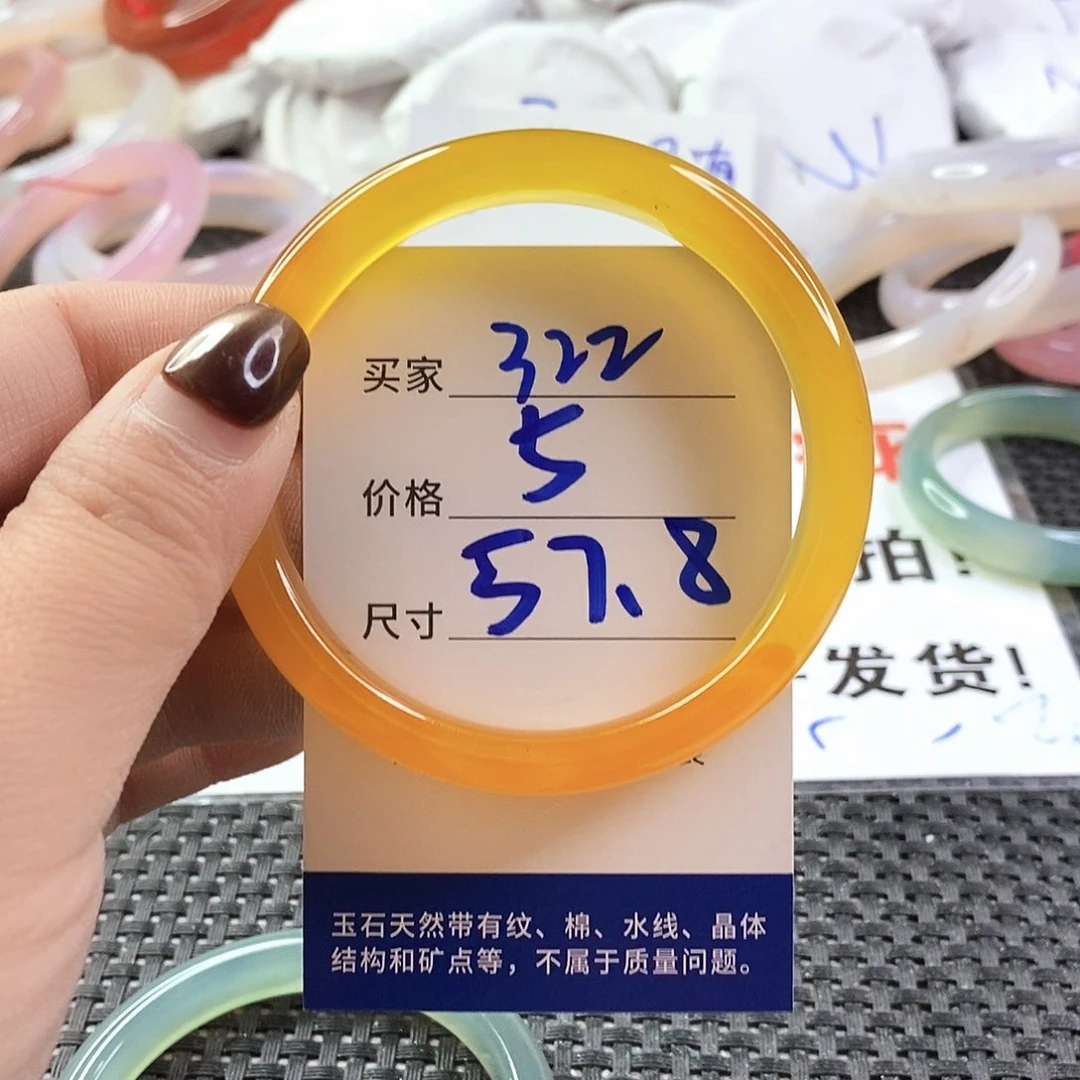 买家 322
价格 5
尺寸 57.8
玉石天然带有纹、棉、水线、晶体
结构和矿点等，不属于质量问题。
拍！
发货！